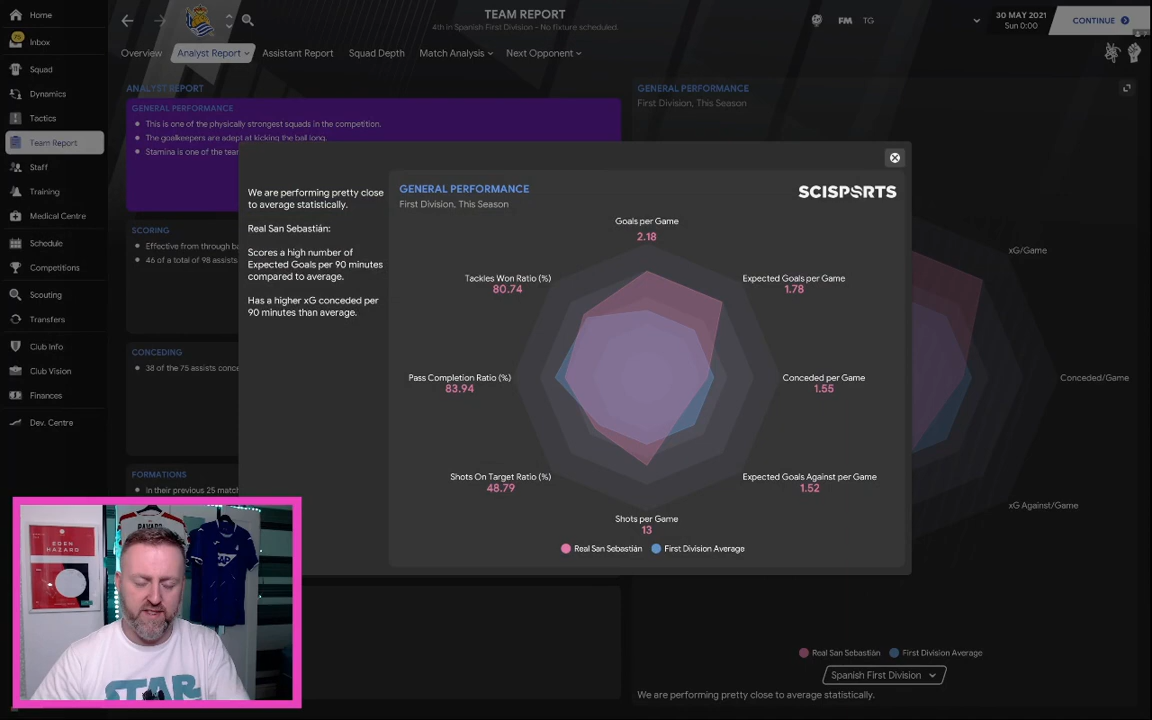 Home
Inbox
Squad
Dynamics
Tactics
Team Report
Staff
Training
Medical Centre
Schedule
Competitions
Scouting
Transfers
Club Info
Club Vision
Finances
Dev. Centre
TEAM REPORT
4th in Spanish First Division - No fixture scheduled.
FM
TG
30 MAY 2021
Sun 0:00
CONTINUE
Overview
Analyst Report
Assistant Report
Squad Depth
Match Analysis
Next Opponent
ANALYST REPORT
GENERAL PERFORMANCE
This is one of the physically strongest squads in the competition.
The goalkeepers are adept at kicking the ball long.
Stamina is one of the
SCORING
Effective from through
46 of a total of 98 assists
CONCEDING
38 of the 75 assists
FORMATIONS
In their previous 25
We are performing pretty close
to average statistically.
Real San Sebastián:
Scores a high number of
Expected Goals per 90 minutes
compared to average.
Has a higher xG conceded per
90 minutes than average.
GENERAL PERFORMANCE
First Division, This Season
SCISPORTS
Goals per Game
2.18
Expected Goals per Game
1.78
Conceded per Game
1.55
Expected Goals Against per Game
1.52
Shots per Game
13
Shots On Target Ratio (%)
48.79
Pass Completion Ratio (%)
83.94
Tackles Won Ratio (%)
80.74
Real San Sebastián
First Division Average
GENERAL PERFORMANCE
First Division, This Season
xG/Game
Conceded/Game
xG Against/Game
Real San Sebastián
First Division Average
Spanish First Division
We are performing pretty close to average statistically.
EDEN
HAZARD
PAVARD
SAP
STAR